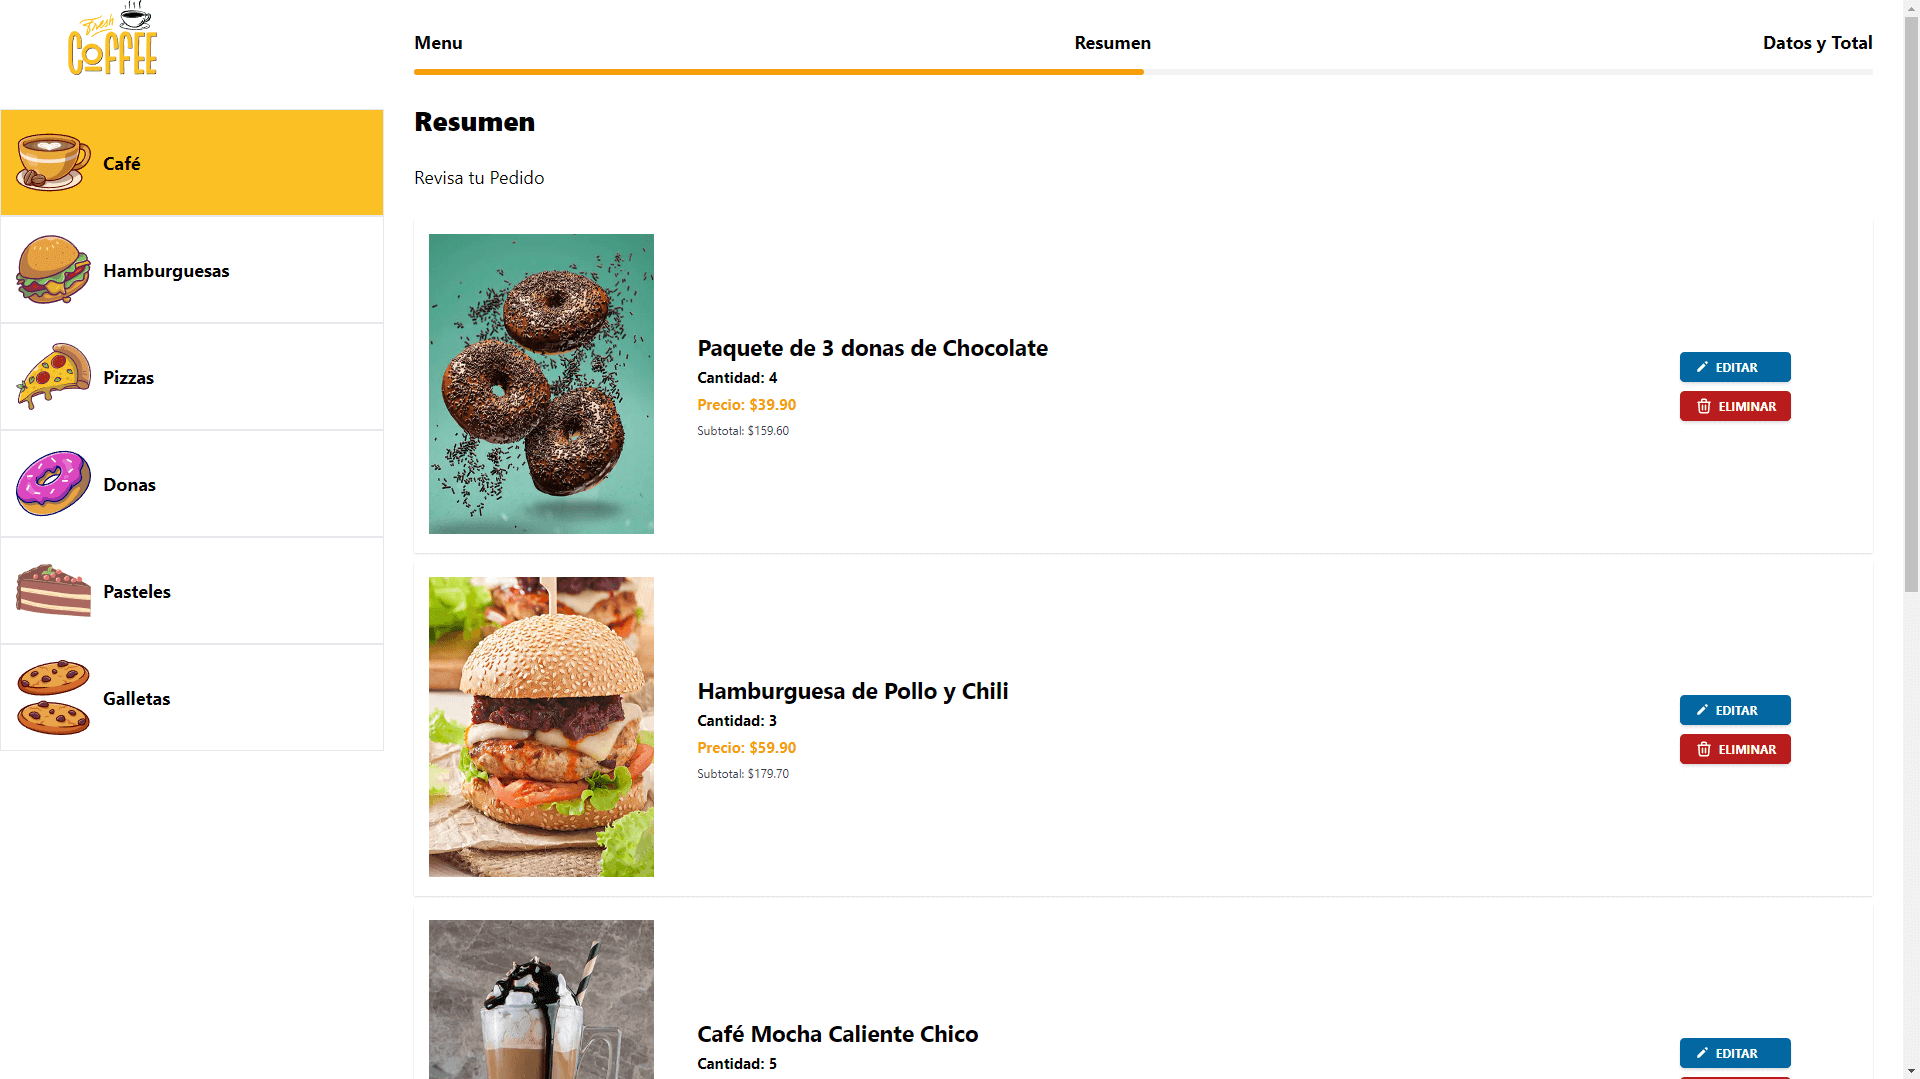 Fresh
COFFEE
Menu
Resumen
Datos y Total
Café
Hamburguesas
Pizzas
Donas
Pasteles
Galletas
Resumen
Revisa tu Pedido
Paquete de 3 donas de Chocolate
Cantidad: 4
Precio: $39.90
Subtotal: $159.60
EDITAR
ELIMINAR
Hamburguesa de Pollo y Chili
Cantidad: 3
Precio: $59.90
Subtotal: $179.70
EDITAR
ELIMINAR
Café Mocha Caliente Chico
Cantidad: 5
EDITAR